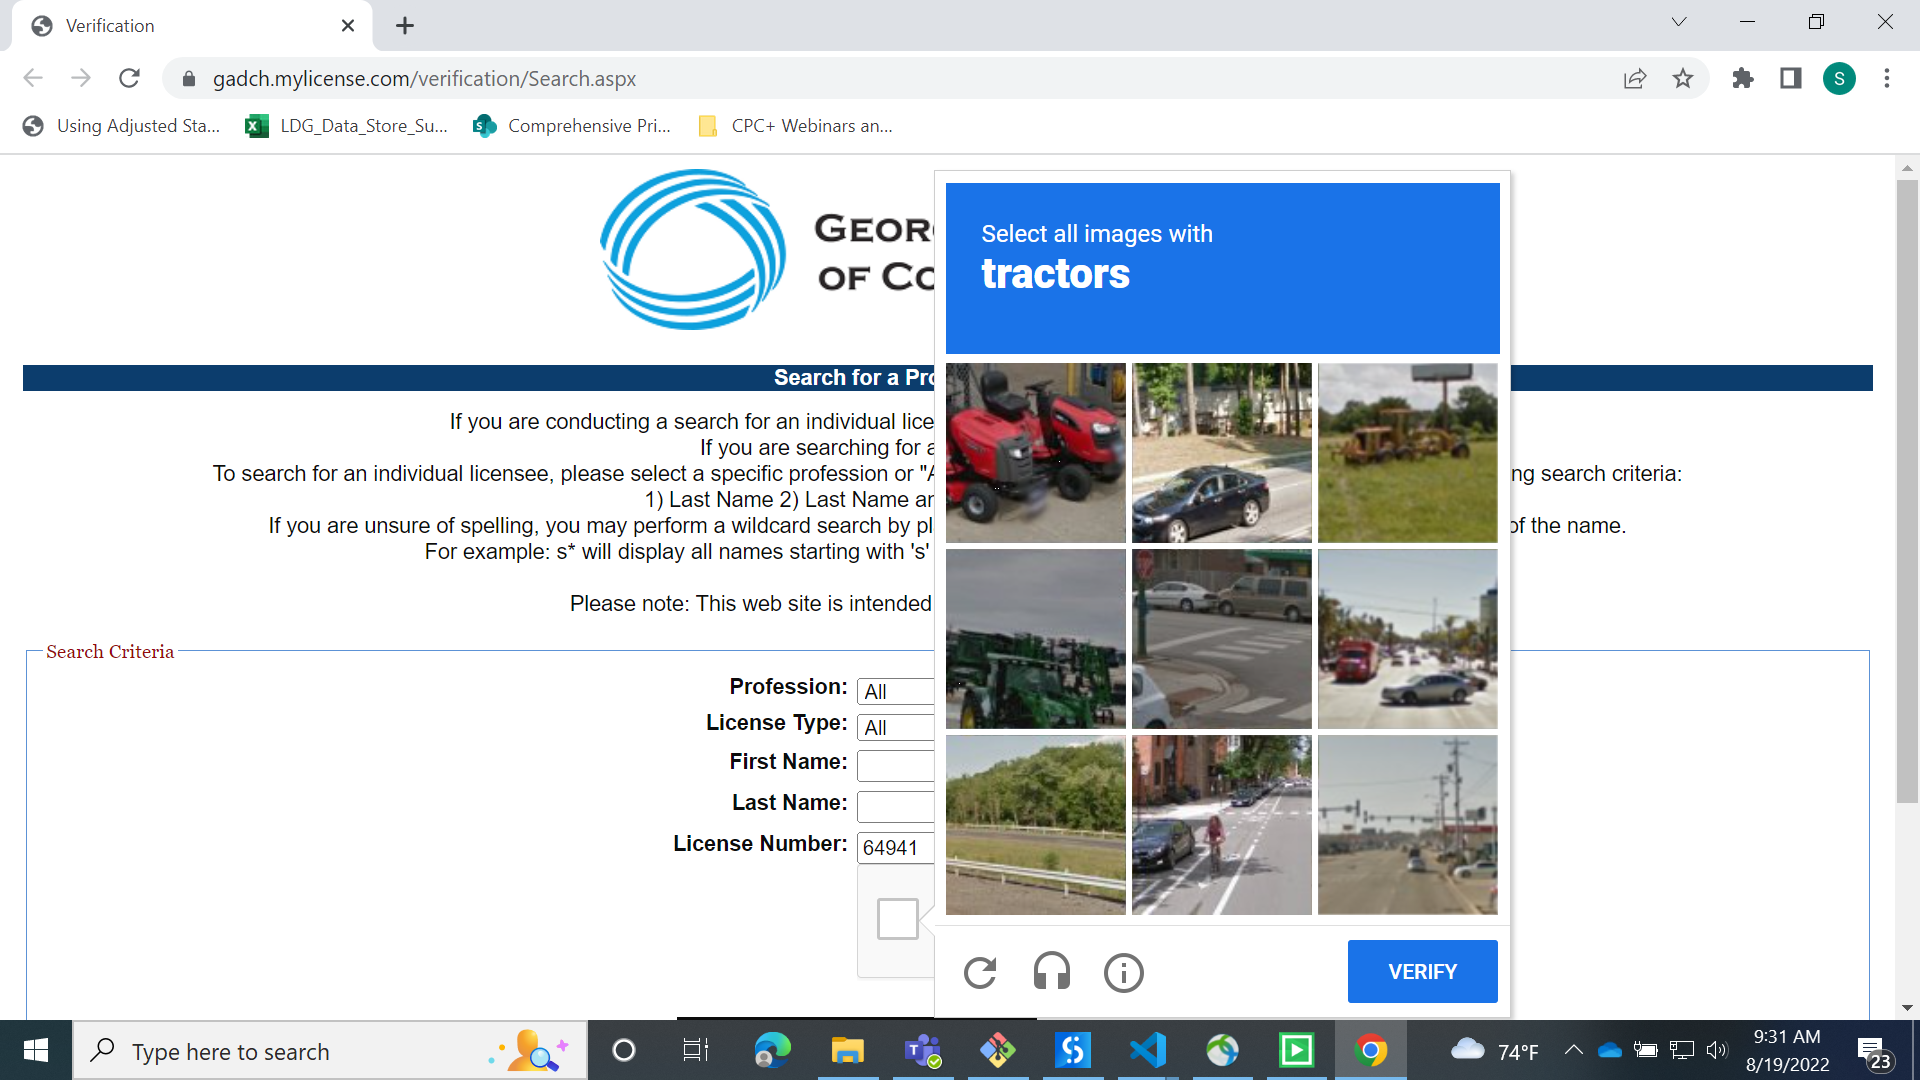 Verification
gadch.mylicense.com/verification/Search.aspx
S
Using Adjusted Sta...
LDG_Data_Store_Su...
Comprehensive Pri...
CPC+ Webinars an...
GEOR
OF CO
Search for a Pro
If you are conducting a search for an individual lice
If you are searching for a
To search for an individual licensee, please select a specific profession or "A
ng search criteria:
1) Last Name 2) Last Name an
If you are unsure of spelling, you may perform a wildcard search by pl
of the name.
For example: s* will display all names starting with 's'
Please note: This web site is intended
Search Criteria
Profession:
All
License Type:
All
First Name:
Last Name:
License Number:
64941
Select all images with
tractors
VERIFY
Type here to search
74°F
9:31 AM
8/19/2022
23